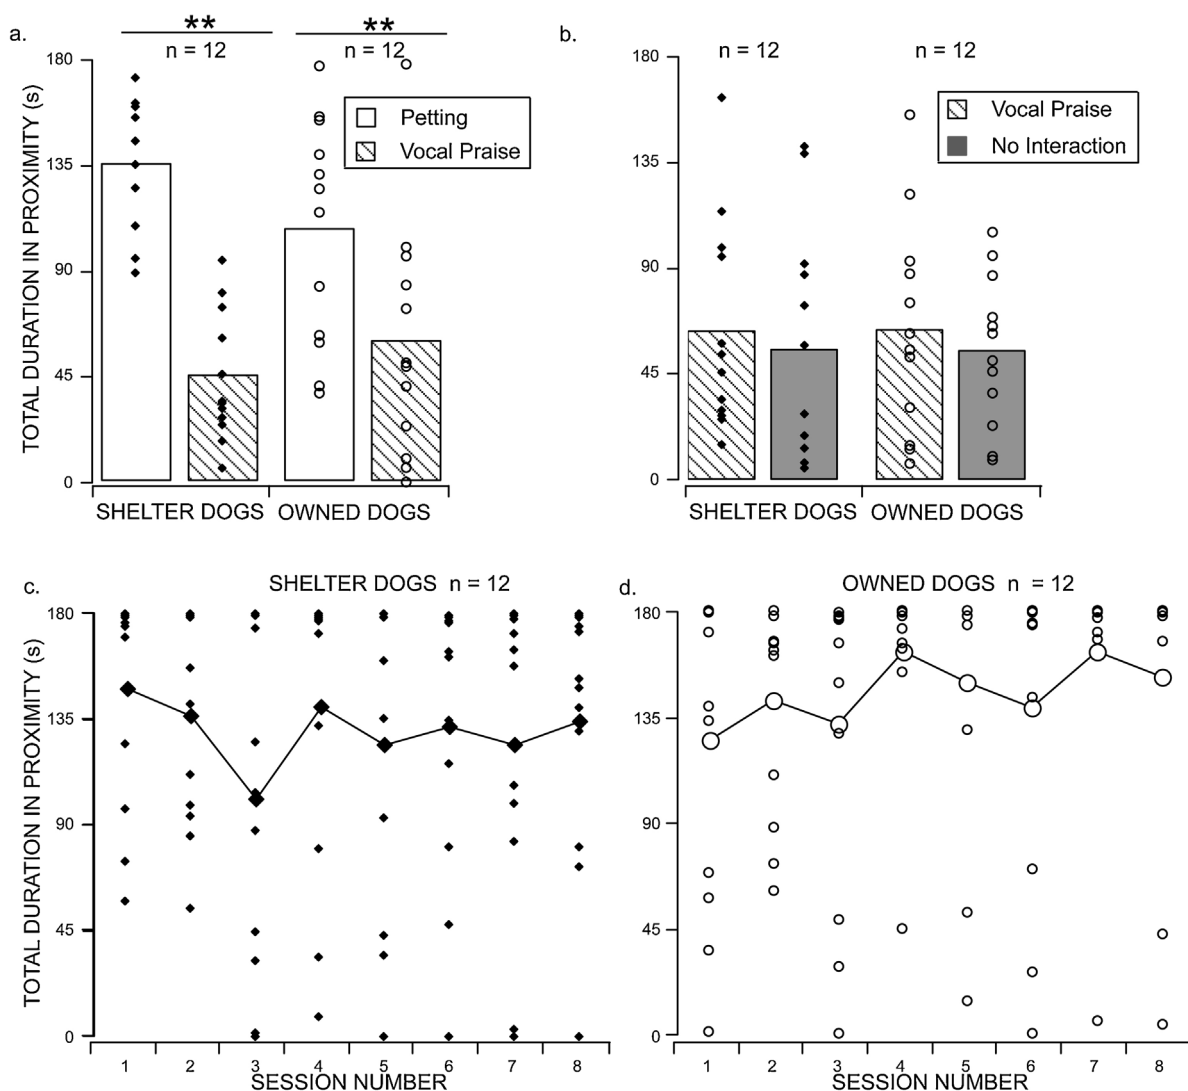 a.
** **
n = 12 n = 12
TOTAL DURATION IN PROXIMITY (s)
180
135
90
45
0
Petting
Vocal Praise
SHELTER DOGS OWNED DOGS
b.
n = 12 n = 12
180
135
90
45
0
Vocal Praise
No Interaction
SHELTER DOGS OWNED DOGS
c.
SHELTER DOGS n = 12
TOTAL DURATION IN PROXIMITY (s)
180
135
90
45
0
1 2 3 4 5 6 7 8
SESSION NUMBER
d.
OWNED DOGS n = 12
180
135
90
45
0
1 2 3 4 5 6 7 8
SESSION NUMBER